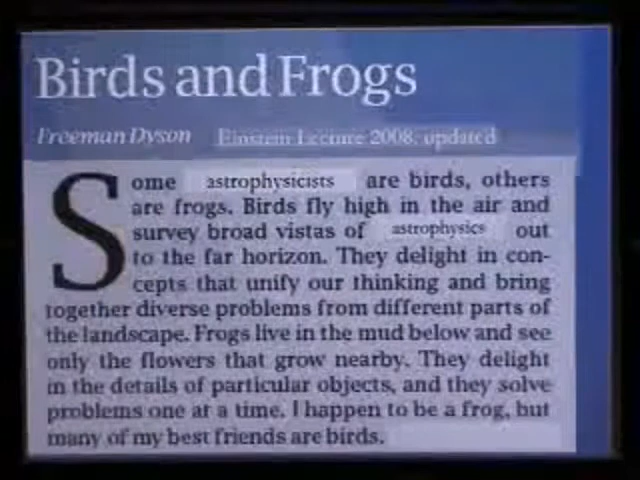 Birds and Frogs
Freeman Dyson Einstein Lecture 2008, updated
Some astrophysicists are birds, others
are frogs. Birds fly high in the air and
survey broad vistas of astrophysics out
to the far horizon. They delight in con-
cepts that unify our thinking and bring
together diverse problems from different parts of
the landscape. Frogs live in the mud below and see
only the flowers that grow nearby. They delight
in the details of particular objects, and they solve
problems one at a time. I happen to be a frog, but
many of my best friends are birds.